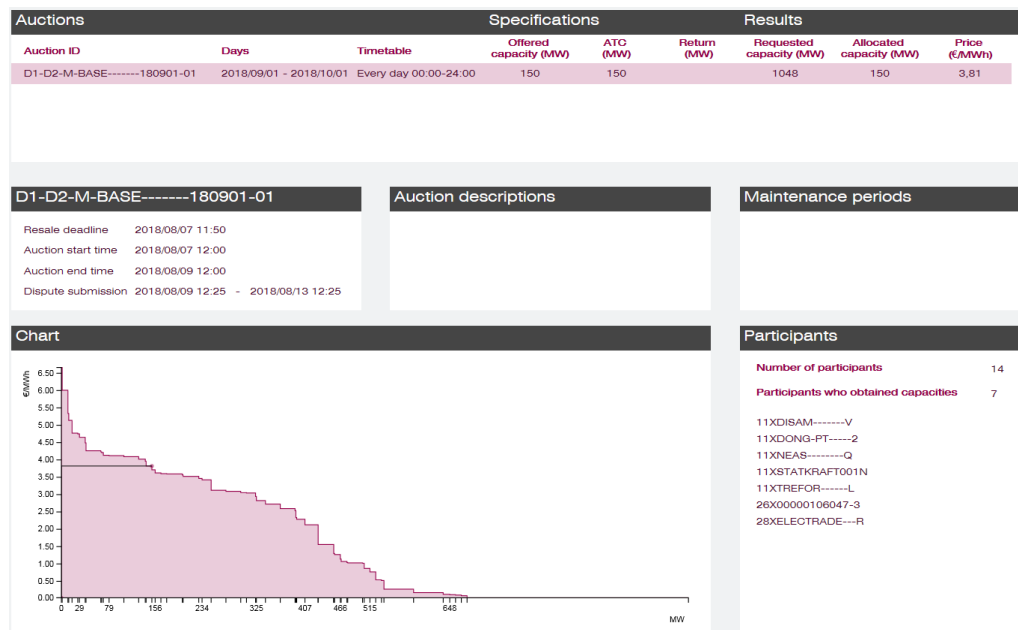 Auctions Specifications Results
Auction ID Days Timetable Offered capacity (MW) ATC (MW) Return (MW) Requested capacity (MW) Allocated capacity (MW) Price (€/MWh)
D1-D2-M-BASE-------180901-01 2018/09/01 - 2018/10/01 Every day 00:00-24:00 150 150 1048 150 3,81
D1-D2-M-BASE-------180901-01
Resale deadline 2018/08/07 11:50
Auction start time 2018/08/07 12:00
Auction end time 2018/08/09 12:00
Dispute submission 2018/08/09 12:25 - 2018/08/13 12:25
Auction descriptions
Maintenance periods
Chart
€/MWh
6.50
6.00
5.50
5.00
4.50
4.00
3.50
3.00
2.50
2.00
1.50
1.00
0.50
0.00
0 29 79 156 234 325 407 466 515 648
MW
Participants
Number of participants 14
Participants who obtained capacities 7
11XDISAM-------V
11XDONG-PT-----2
11XNEAS--------Q
11XSTATKRAFT001N
11XTREFOR------L
26X00000106047-3
28XELECTRADE---R